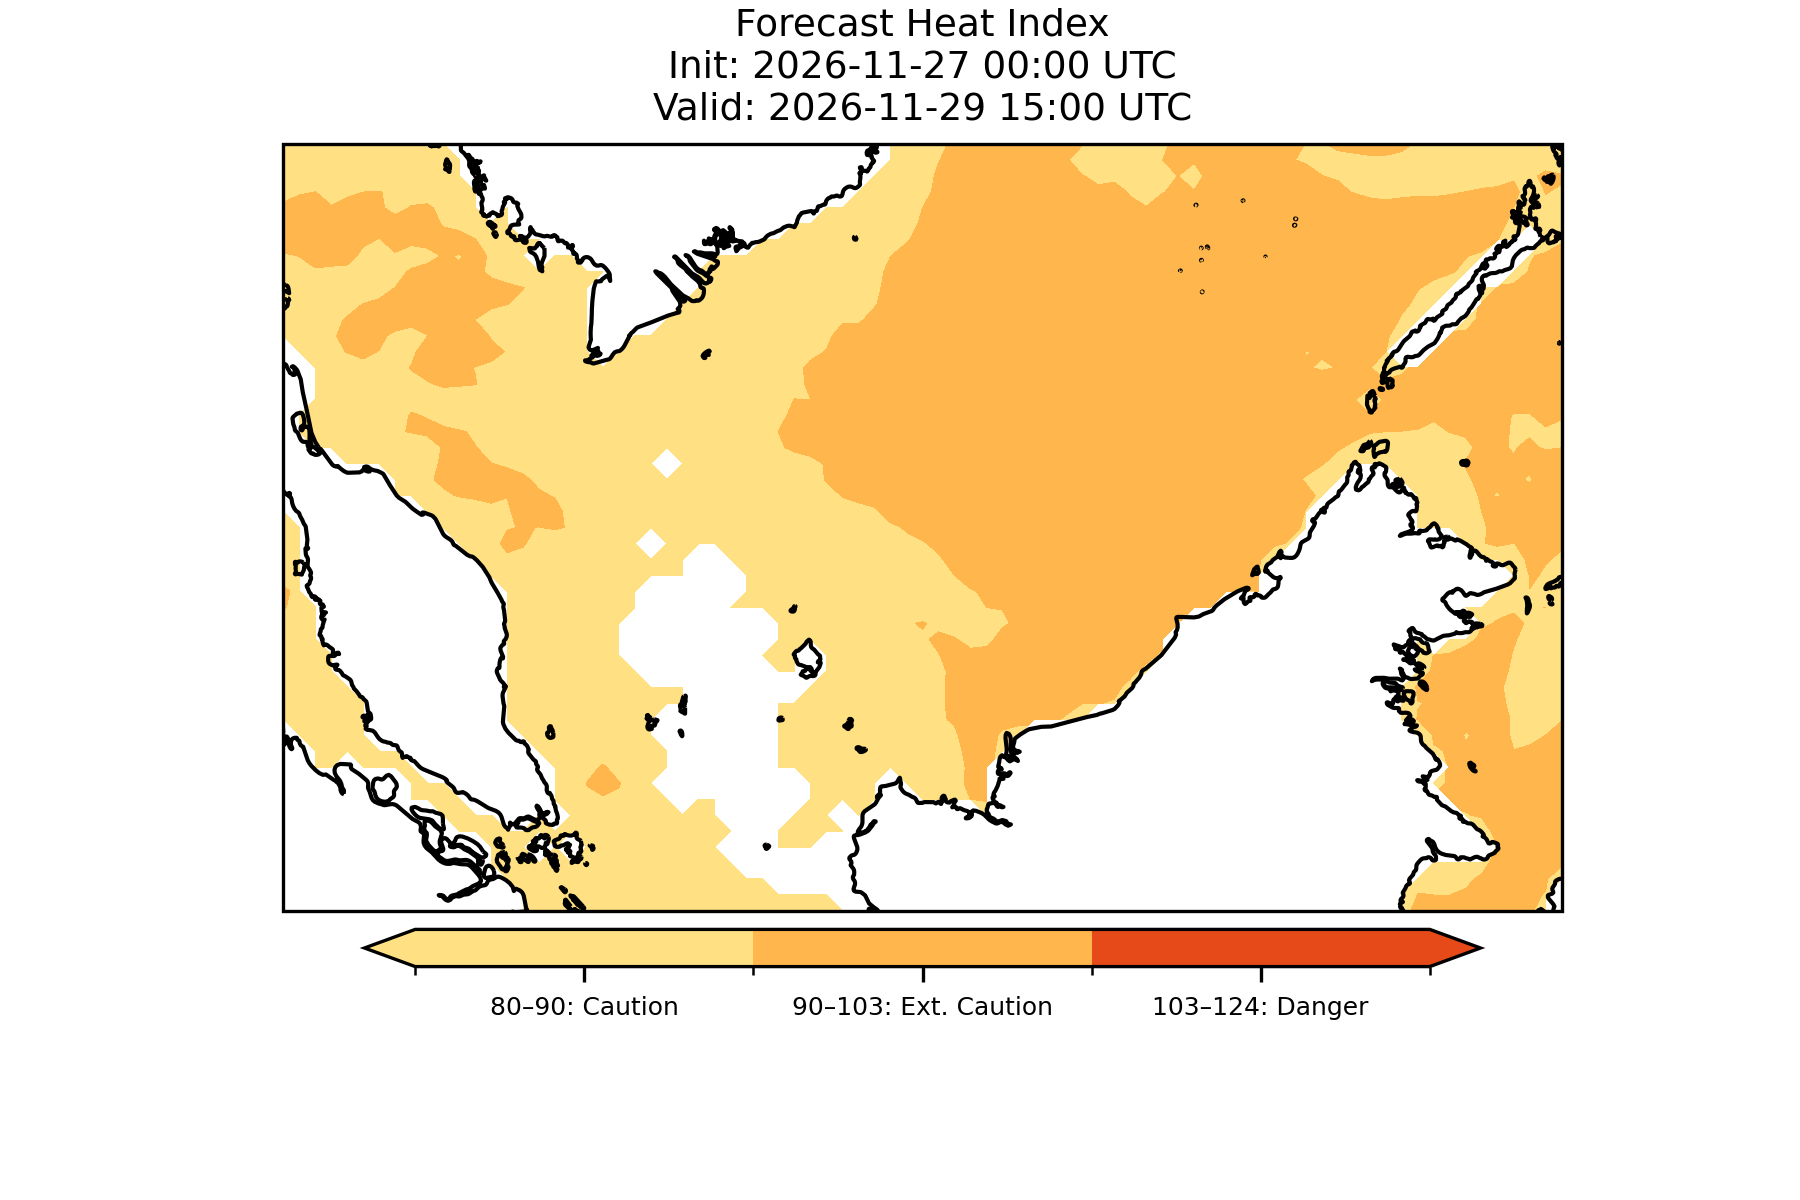 Forecast Heat Index
Init: 2026-11-27 00:00 UTC
Valid: 2026-11-29 15:00 UTC
80–90: Caution
90–103: Ext. Caution
103–124: Danger